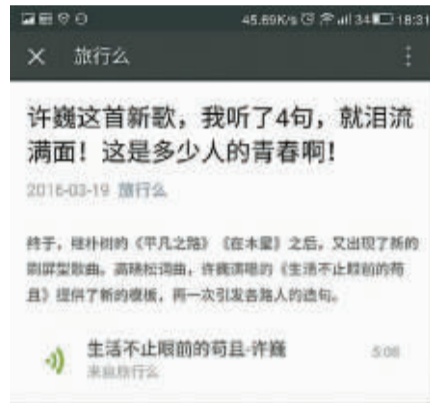 45.69K/s 34 18:31
旅行么
许巍这首新歌，我听了4句，就泪流
满面！这是多少人的青春啊！
2016-03-19 旅行么
终于，继朴树的《平凡之路》《在木星》之后，又出现了新的
刷屏型歌曲。高晓松词曲，许巍演唱的《生活不止眼前的苟
且》提供了新的模板，再一次引发各路人的造句。
生活不止眼前的苟且-许巍 5:08
来自旅行么